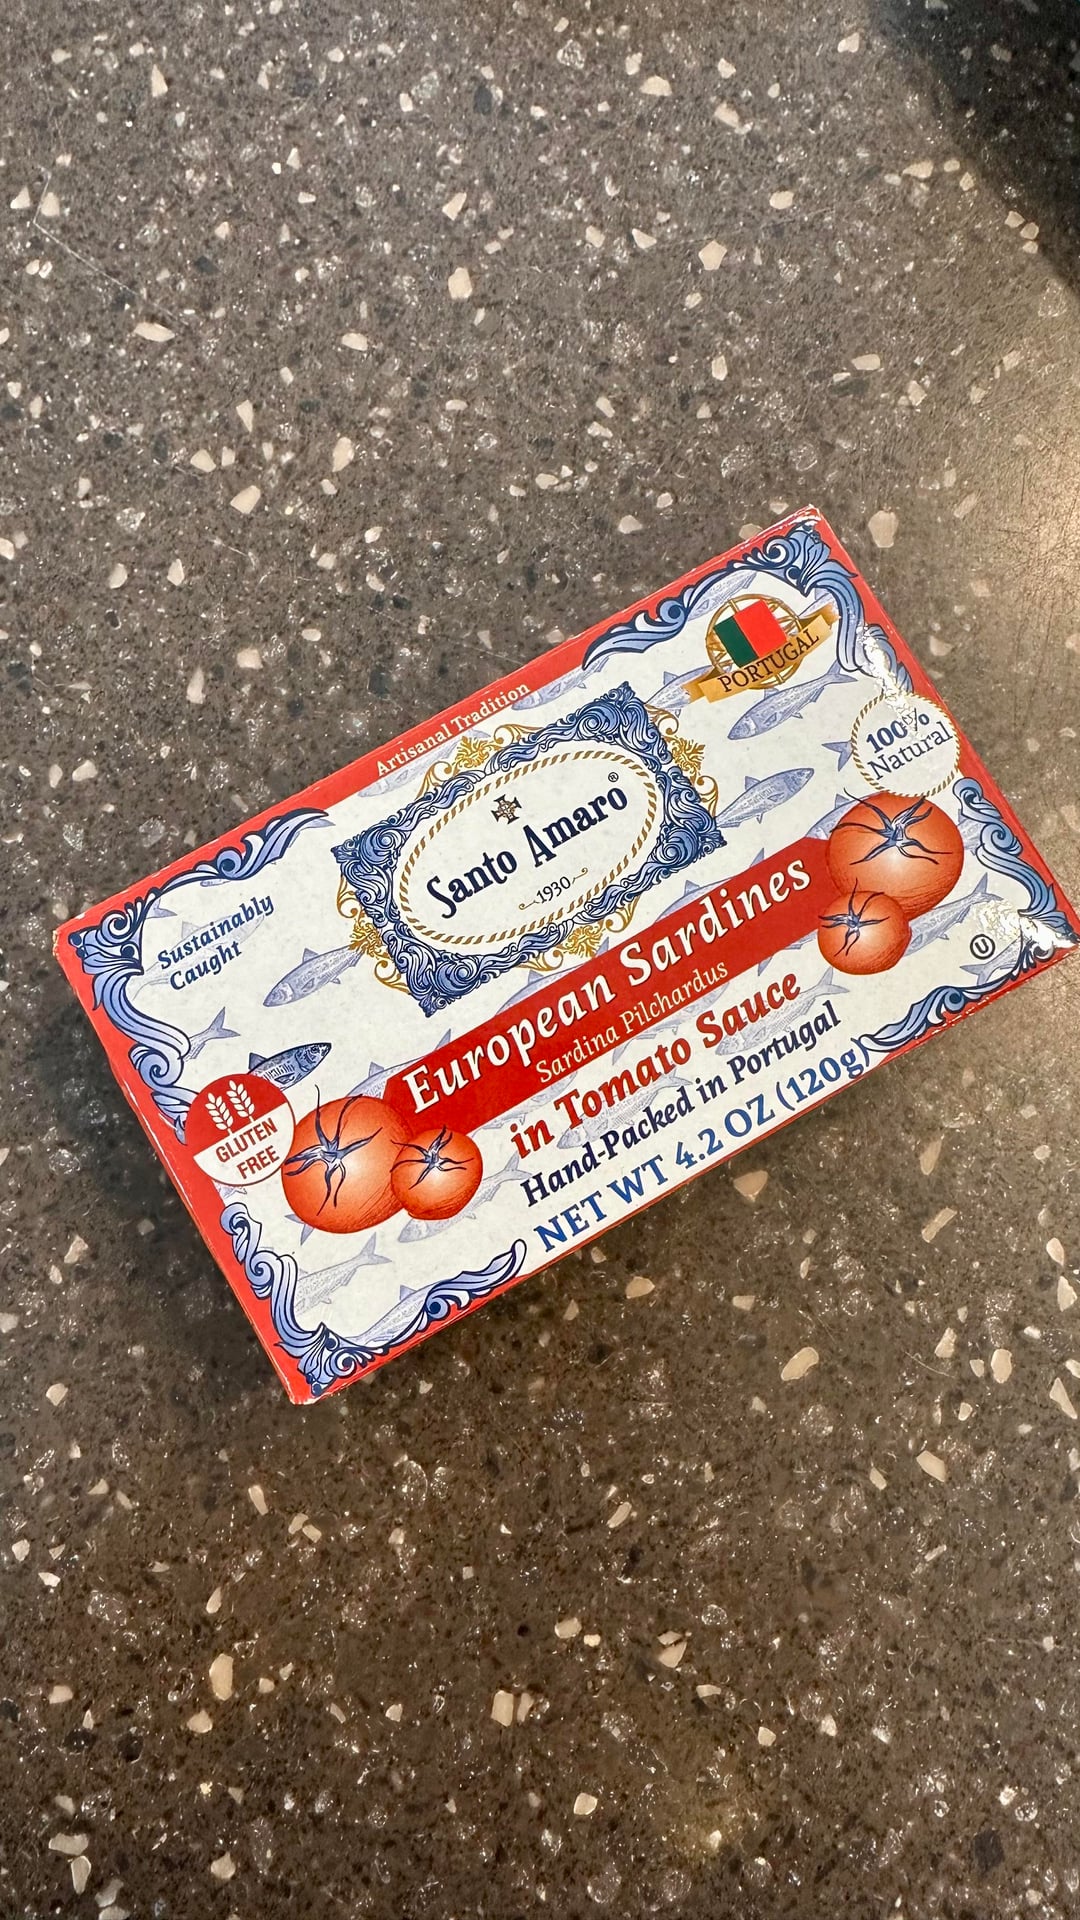 Artisanal Tradition
PORTUGAL
100%
Natural
Santo Amaro®
1930
Sustainably
Caught
European Sardines
Sardina Pilchardus
in Tomato Sauce
Hand-Packed in Portugal
NET WT 4.2 OZ (120g)
GLUTEN
FREE
U